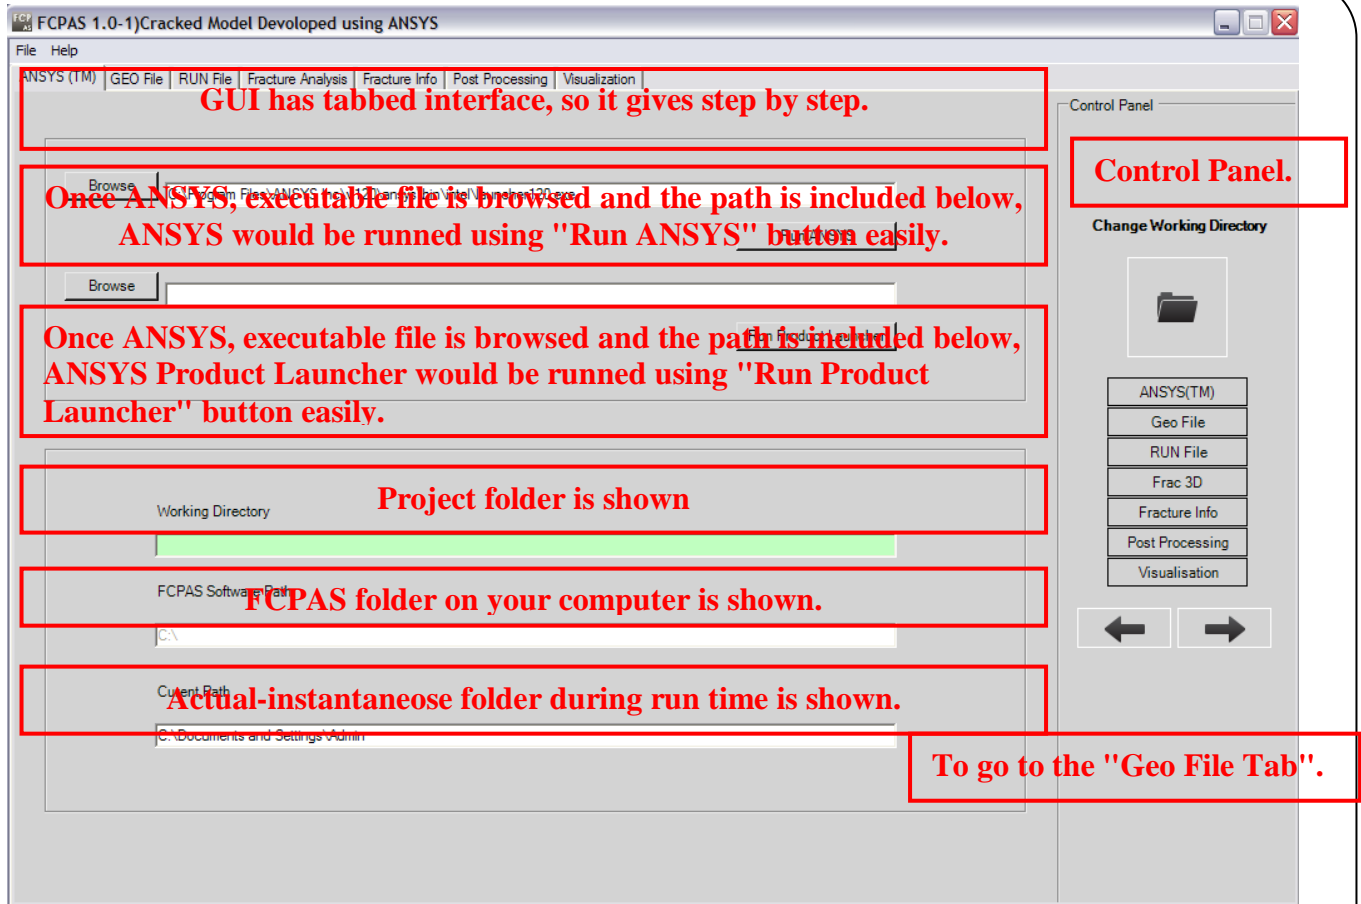 FCPAS 1.0-1)Cracked Model Devoloped using ANSYS
File Help
ANSYS (TM) GEO File RUN File Fracture Analysis Fracture Info Post Processing Visualization
GUI has tabbed interface, so it gives step by step.
Control Panel
Control Panel.
Browse
Once ANSYS, executable file is browsed and the path is included below,
ANSYS would be runned using "Run ANSYS" button easily.
Run ANSYS
Change Working Directory
Browse
Once ANSYS, executable file is browsed and the path is included below,
ANSYS Product Launcher would be runned using "Run Product
Launcher" button easily.
Run Product Launcher
ANSYS(TM)
Geo File
RUN File
Frac 3D
Fracture Info
Post Processing
Visualisation
Project folder is shown
Working Directory
FCPAS Software Path
FCPAS folder on your computer is shown.
C:\
Current Path
Actual-instantaneose folder during run time is shown.
C:\Documents and Settings\Admin
To go to the "Geo File Tab".